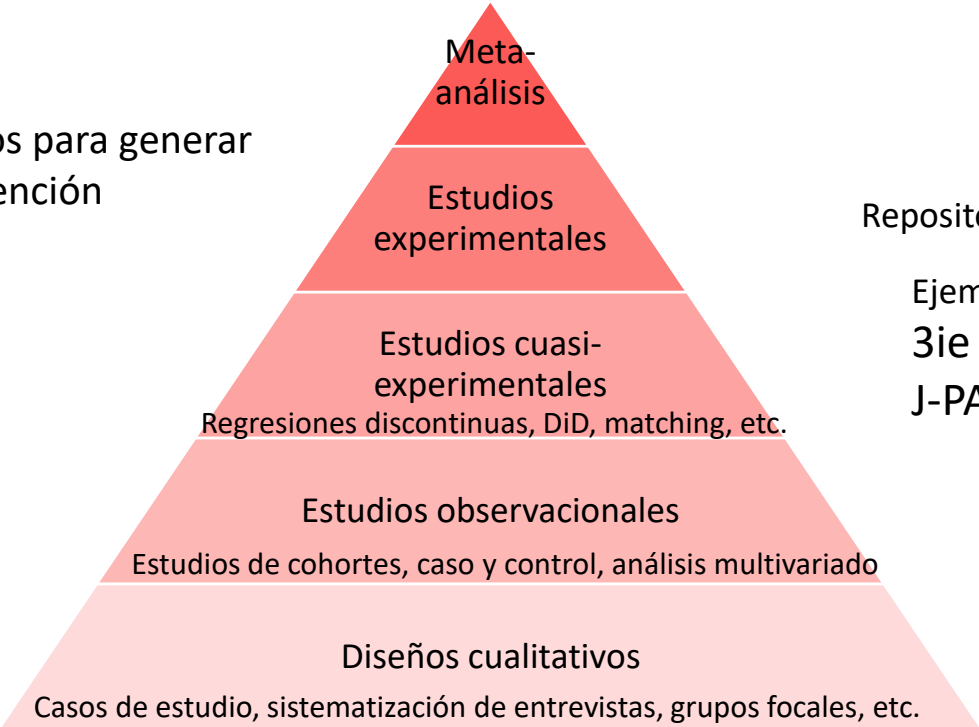 Meta-
análisis
os para generar
ención
Estudios
experimentales
Reposit
Ejem
3ie
J-PA
Estudios cuasi-
experimentales
Regresiones discontinuas, DiD, matching, etc.
Estudios observacionales
Estudios de cohortes, caso y control, análisis multivariado
Diseños cualitativos
Casos de estudio, sistematización de entrevistas, grupos focales, etc.